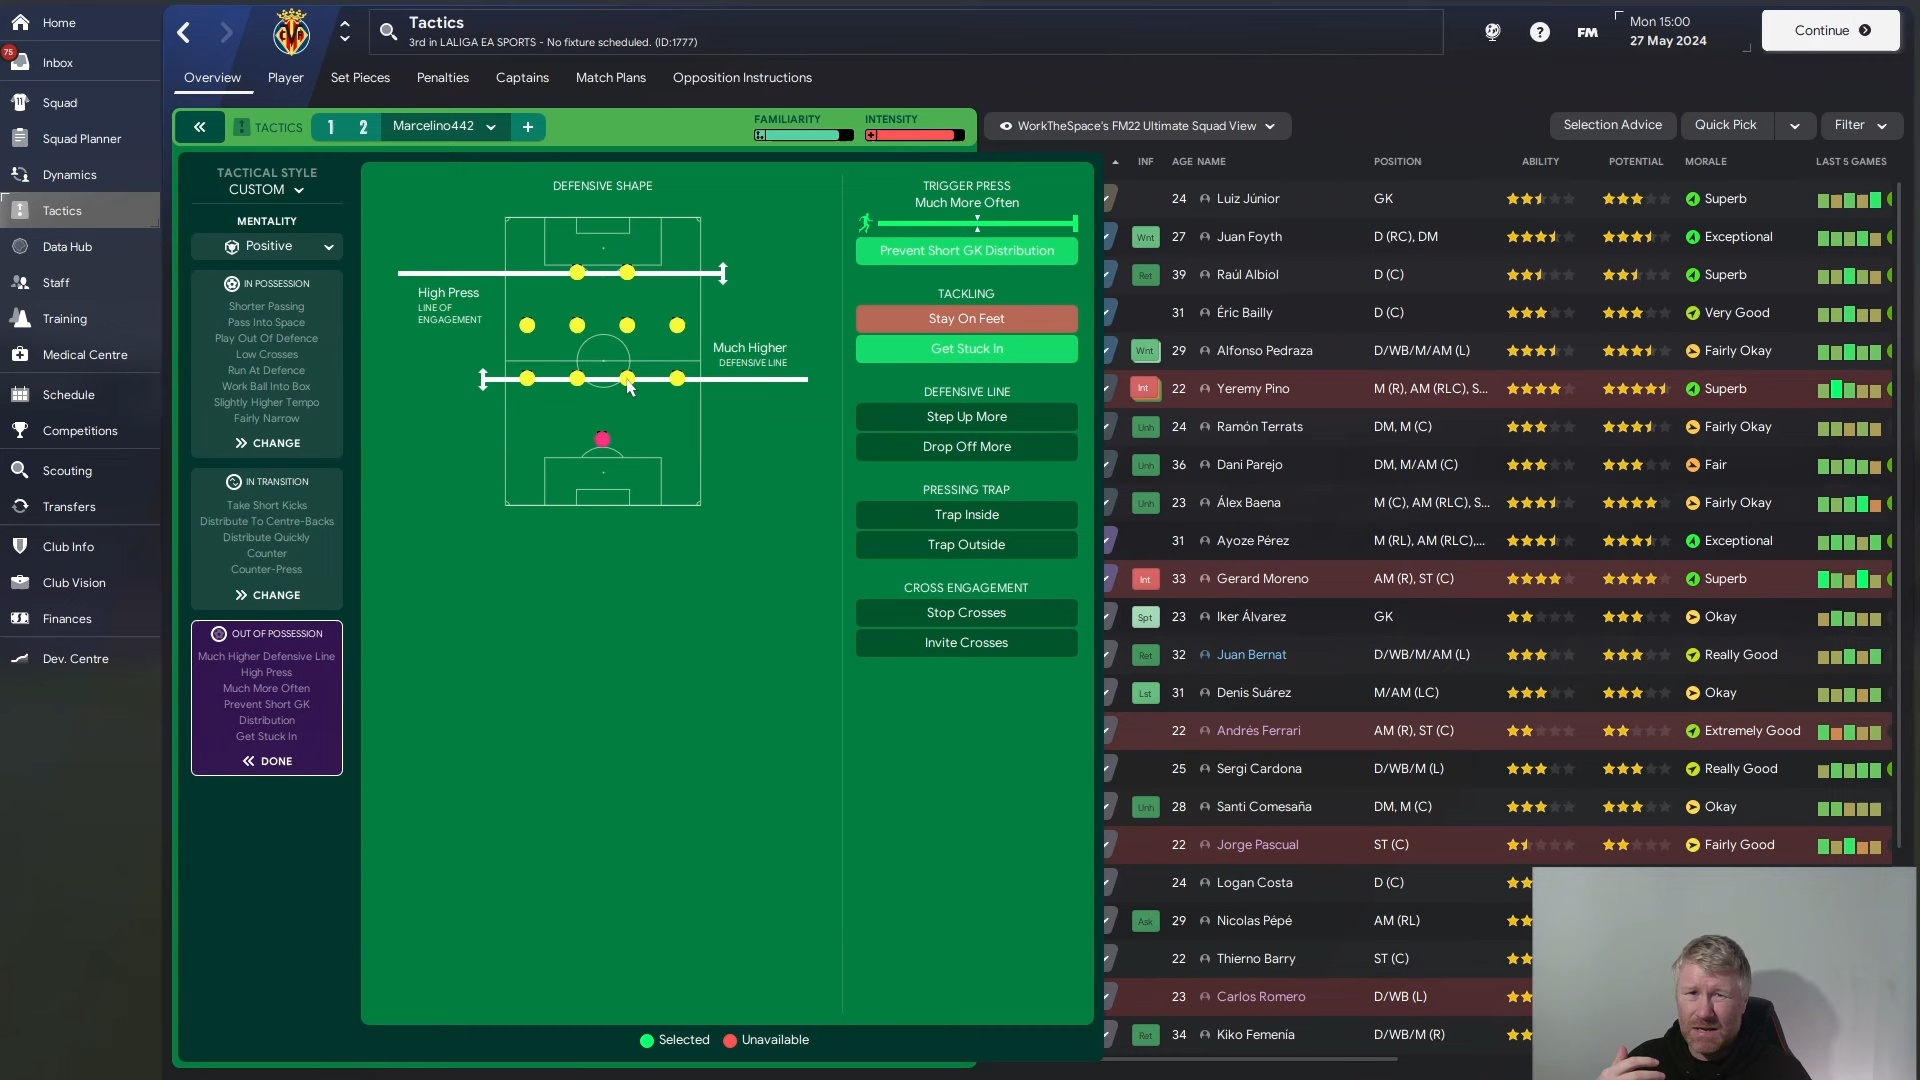 Home
75
Inbox
Squad
Squad Planner
Dynamics
Tactics
Data Hub
Staff
Training
Medical Centre
Schedule
Competitions
Scouting
Transfers
Club Info
Club Vision
Finances
Dev. Centre
Tactics
3rd in LALIGA EA SPORTS - No fixture scheduled. (ID:1777)
?
FM
Mon 15:00
27 May 2024
Continue
Overview
Player
Set Pieces
Penalties
Captains
Match Plans
Opposition Instructions
TACTICS
1
2
Marcelino442
+
FAMILIARITY
INTENSITY
WorkTheSpace's FM22 Ultimate Squad View
Selection Advice
Quick Pick
Filter
TACTICAL STYLE
CUSTOM
MENTALITY
Positive
IN POSSESSION
Shorter Passing
Pass Into Space
Play Out Of Defence
Low Crosses
Run At Defence
Work Ball Into Box
Slightly Higher Tempo
Fairly Narrow
CHANGE
IN TRANSITION
Take Short Kicks
Distribute To Centre-Backs
Distribute Quickly
Counter
Counter-Press
CHANGE
OUT OF POSSESSION
Much Higher Defensive Line
High Press
Much More Often
Prevent Short GK
Distribution
Get Stuck In
DONE
DEFENSIVE SHAPE
High Press
LINE OF
ENGAGEMENT
Much Higher
DEFENSIVE LINE
TRIGGER PRESS
Much More Often
Prevent Short GK Distribution
TACKLING
Stay On Feet
Get Stuck In
DEFENSIVE LINE
Step Up More
Drop Off More
PRESSING TRAP
Trap Inside
Trap Outside
CROSS ENGAGEMENT
Stop Crosses
Invite Crosses
Selected
Unavailable
INF AGE NAME POSITION ABILITY POTENTIAL MORALE LAST 5 GAMES
24 Luiz Júnior GK Superb
Wnt 27 Juan Foyth D (RC), DM Exceptional
Ret 39 Raúl Albiol D (C) Superb
31 Éric Bailly D (C) Very Good
Wnt 29 Alfonso Pedraza D/WB/M/AM (L) Fairly Okay
Int 22 Yeremy Pino M (R), AM (RLC), S... Superb
Unh 24 Ramón Terrats DM, M (C) Fairly Okay
Unh 36 Dani Parejo DM, M/AM (C) Fair
Unh 23 Álex Baena M (C), AM (RLC), S... Fairly Okay
31 Ayoze Pérez M (RL), AM (RLC),... Exceptional
Int 33 Gerard Moreno AM (R), ST (C) Superb
Spt 23 Iker Álvarez GK Okay
Ret 32 Juan Bernat D/WB/M/AM (L) Really Good
Lst 31 Denis Suárez M/AM (LC) Okay
22 Andrés Ferrari AM (R), ST (C) Extremely Good
25 Sergi Cardona D/WB/M (L) Really Good
Unh 28 Santi Comesaña DM, M (C) Okay
22 Jorge Pascual ST (C) Fairly Good
24 Logan Costa D (C)
Ask 29 Nicolas Pépé AM (RL)
22 Thierno Barry ST (C)
23 Carlos Romero D/WB (L)
Ret 34 Kiko Femenía D/WB/M (R)